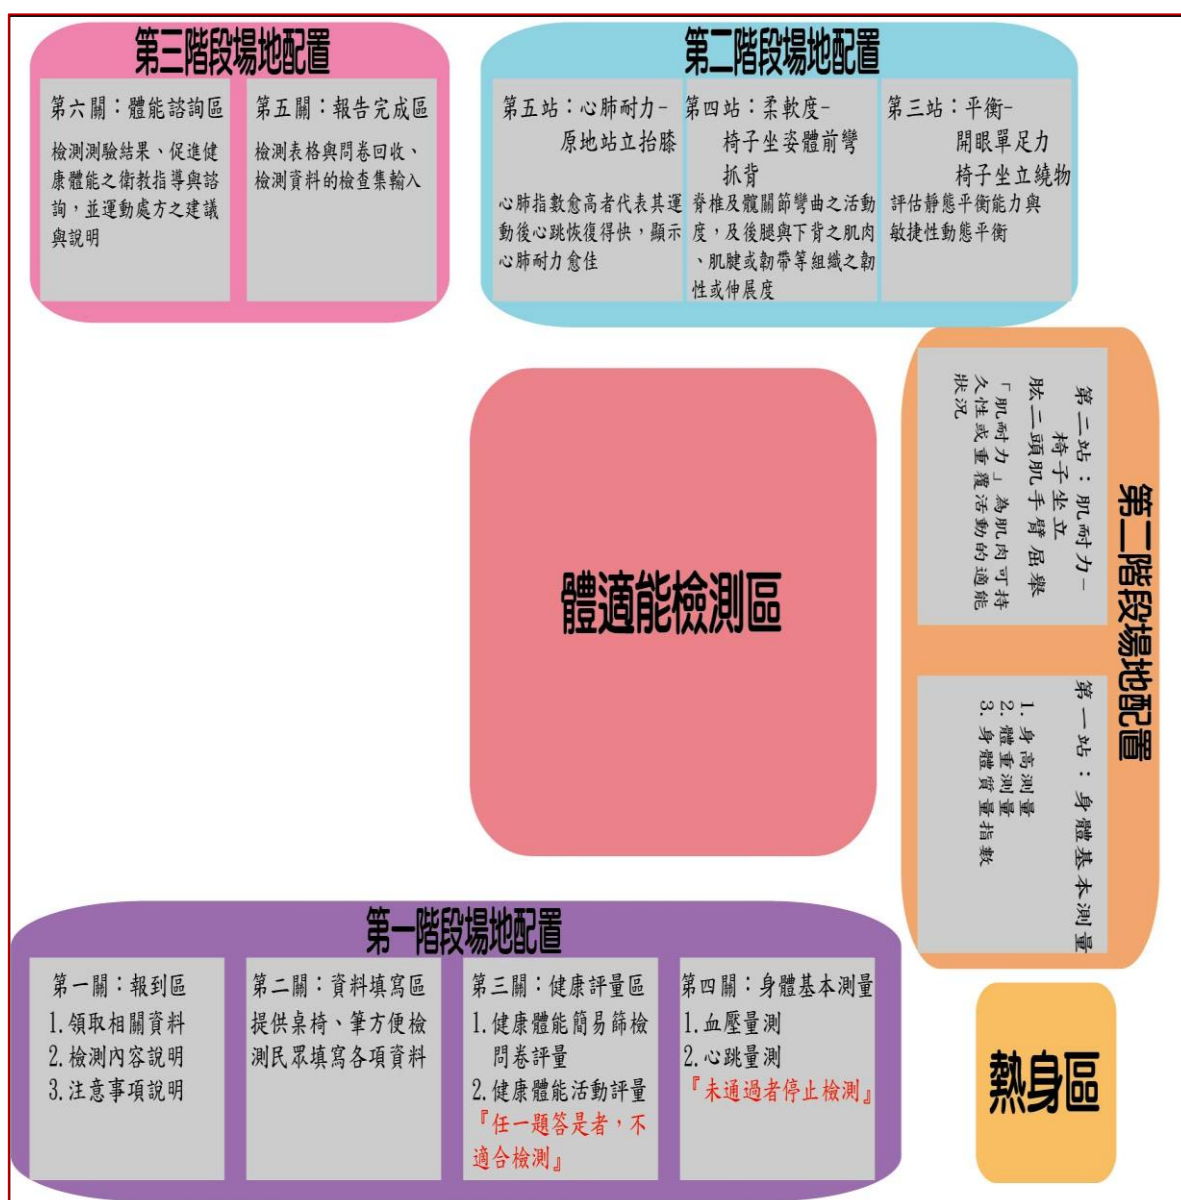 第三階段場地配置
第六關：體能諮詢區
檢測測驗結果、促進健
康體能之衛教指導與諮
詢，並運動處方之建議
與說明
第五關：報告完成區
檢測表格與問卷回收、
檢測資料的檢查集輸入
第二階段場地配置
第五站：心肺耐力-
原地站立抬膝
心肺指數愈高者代表其運
動後心跳恢復得快，顯示
心肺耐力愈佳
第四站：柔軟度-
椅子坐姿體前彎
抓背
脊椎及髖關節彎曲之活動
度，及後腿與下背之肌肉
、肌腱或韌帶等組織之韌
性或伸展度
第三站：平衡-
開眼單足力
椅子坐立繞物
評估靜態平衡能力與
敏捷性動態平衡
第二階段場地配置
第二站：肌耐力-
椅子坐立
肱二頭肌手臂屈舉
「肌耐力」為肌肉可持
久性或重覆活動的適能
狀況
第一站：身體基本測量
1. 身高測量
2. 體重測量
3. 身體質量指數
體適能檢測區
第一階段場地配置
第一關：報到區
1.領取相關資料
2.檢測內容說明
3.注意事項說明
第二關：資料填寫區
提供桌椅、筆方便檢
測民眾填寫各項資料
第三關：健康評量區
1.健康體能簡易篩檢
問卷評量
2.健康體能活動評量
『任一題答是者，不
適合檢測』
第四關：身體基本測量
1.血壓量測
2.心跳量測
『未通過者停止檢測』
熱身區